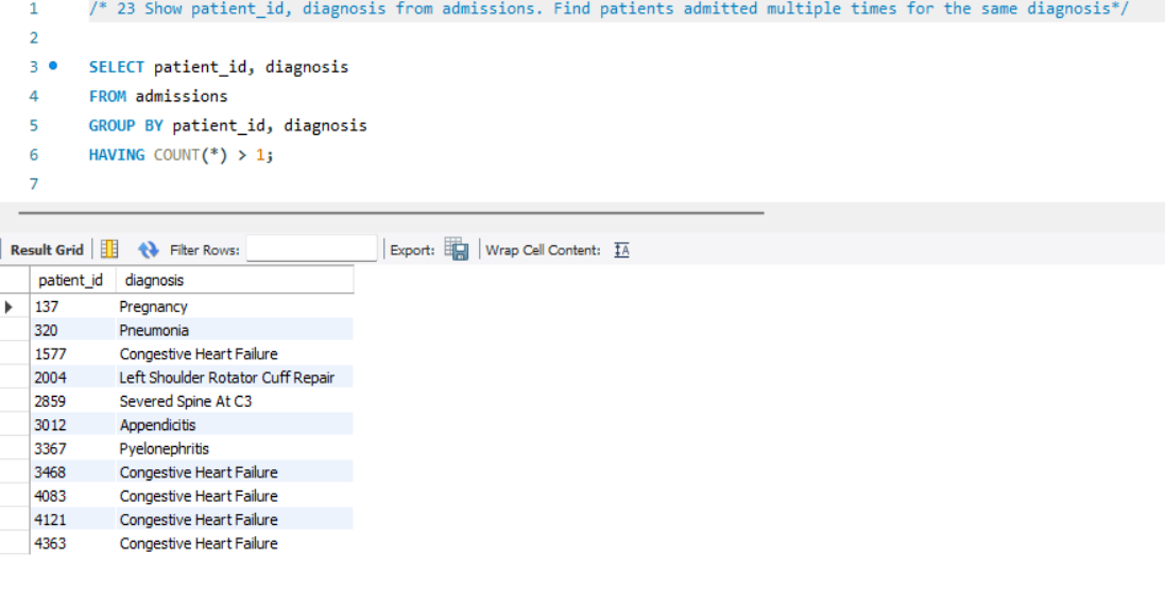 1 /* 23 Show patient_id, diagnosis from admissions. Find patients admitted multiple times for the same diagnosis*/
2
3 SELECT patient_id, diagnosis
4 FROM admissions
5 GROUP BY patient_id, diagnosis
6 HAVING COUNT(*) > 1;
7
Result Grid Filter Rows: Export: Wrap Cell Content: IA
patient_id diagnosis
137 Pregnancy
320 Pneumonia
1577 Congestive Heart Failure
2004 Left Shoulder Rotator Cuff Repair
2859 Severed Spine At C3
3012 Appendicitis
3367 Pyelonephritis
3468 Congestive Heart Failure
4083 Congestive Heart Failure
4121 Congestive Heart Failure
4363 Congestive Heart Failure